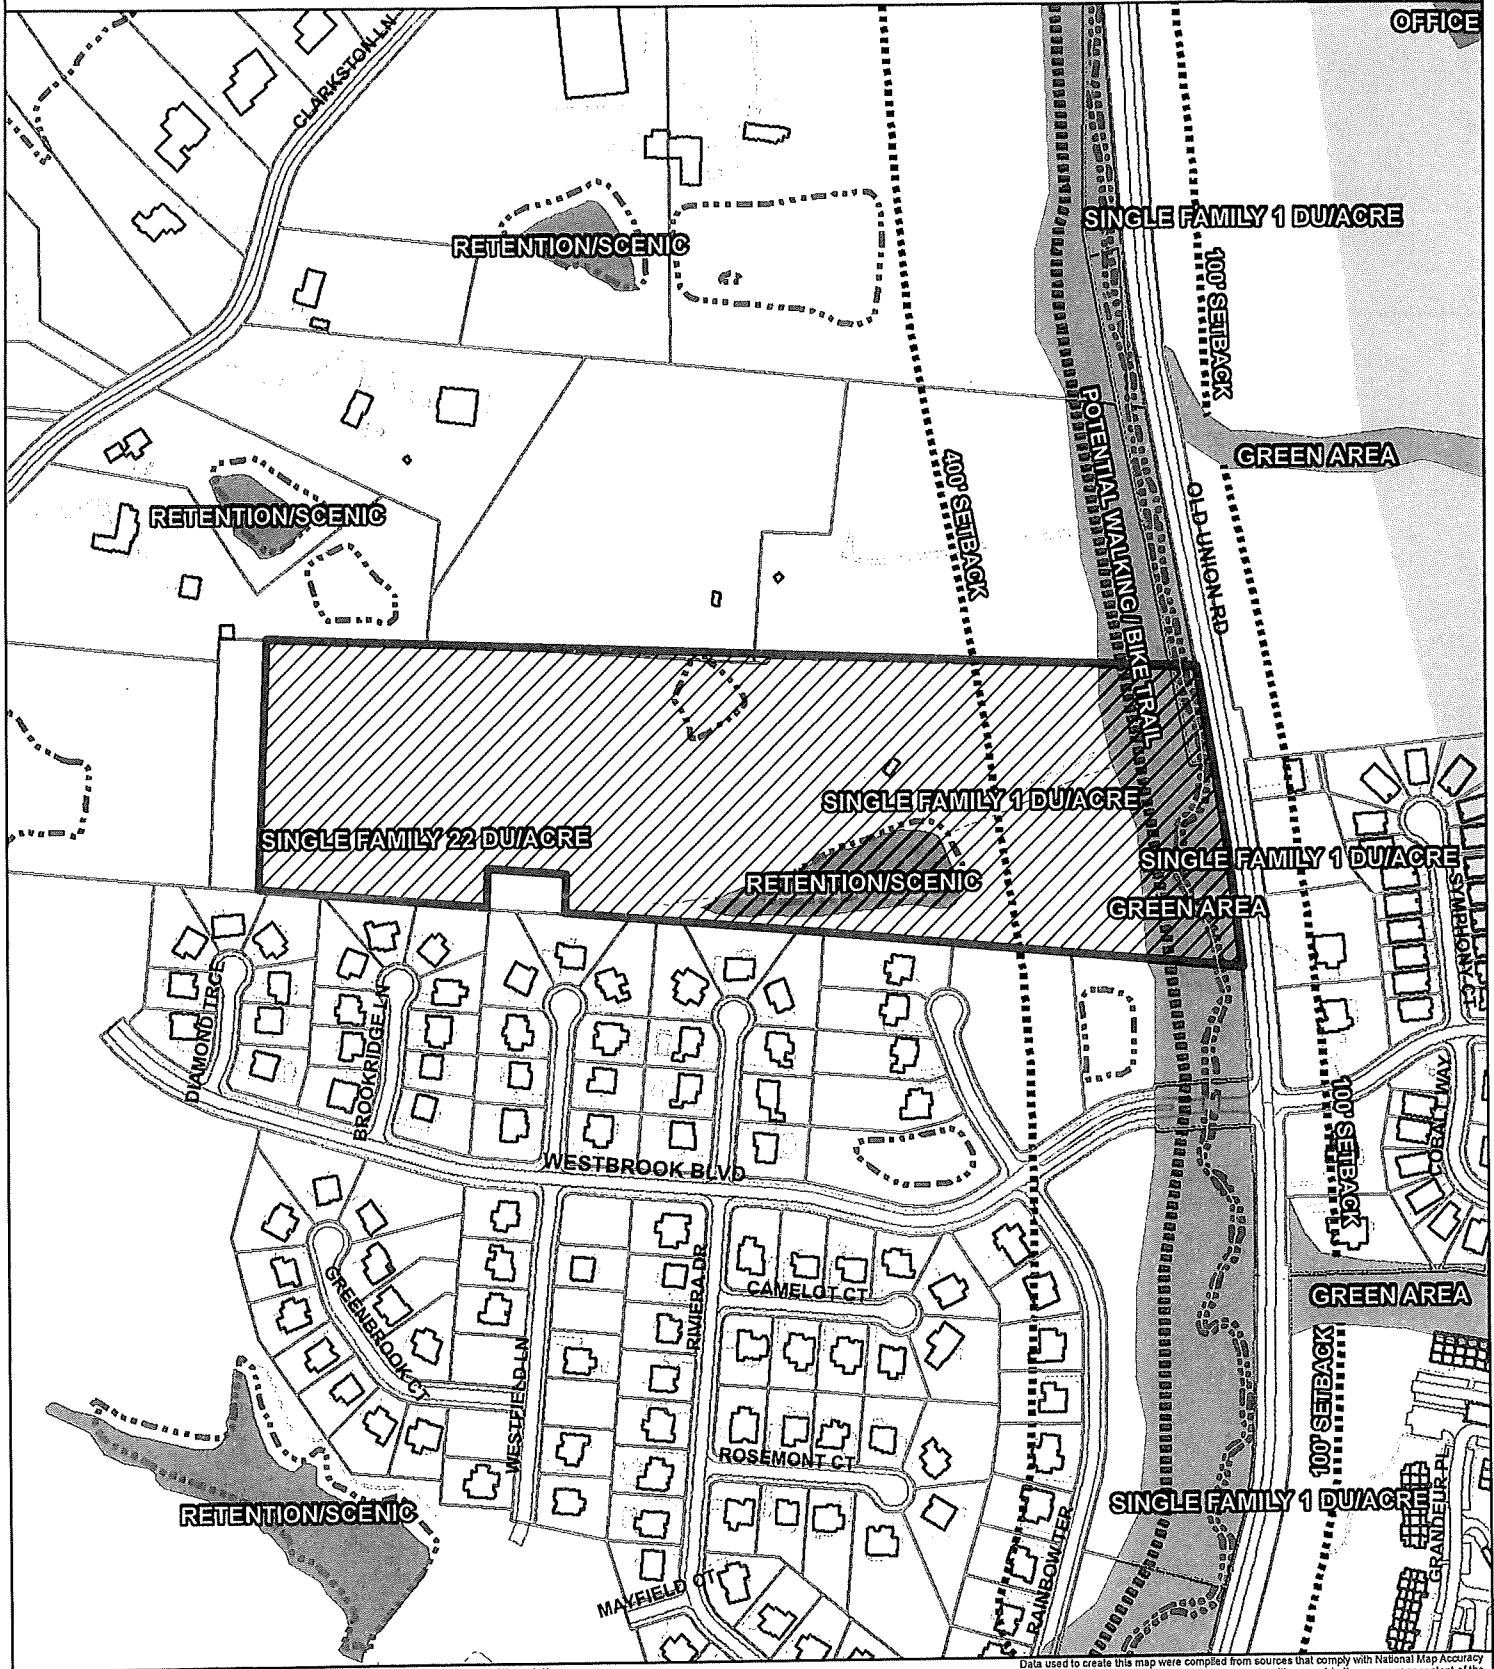 OFFICE
CLARKSTON LN
SINGLE FAMILY 1 DU/ACRE
RETENTION/SCENIC
100' SETBACK
POTENTIAL WALKING / BIKE TRAIL
GREEN AREA
400' SETBACK
OLD UNION RD
RETENTION/SCENIC
SINGLE FAMILY 1 DU/ACRE
SINGLE FAMILY 22 DU/ACRE
SINGLE FAMILY 1 DU/ACRE
RETENTION/SCENIC
GREEN AREA
SYMPHONY CT
DIAMOND TRCE
BROOKRIDGE LN
100' SETBACK
COBALT WAY
WESTBROOK BLVD
GREENBROOK CT
RIVIERA DR
CAMELOT CT
GREEN AREA
WESTFIELD LN
100' SETBACK
ROSEMONT CT
RETENTION/SCENIC
SINGLE FAMILY 1 DU/ACRE
GRANDEUR PL
RAINBOW TER
MAYFIELD CT
Data used to create this map were compiled from sources that comply with National Map Accuracy